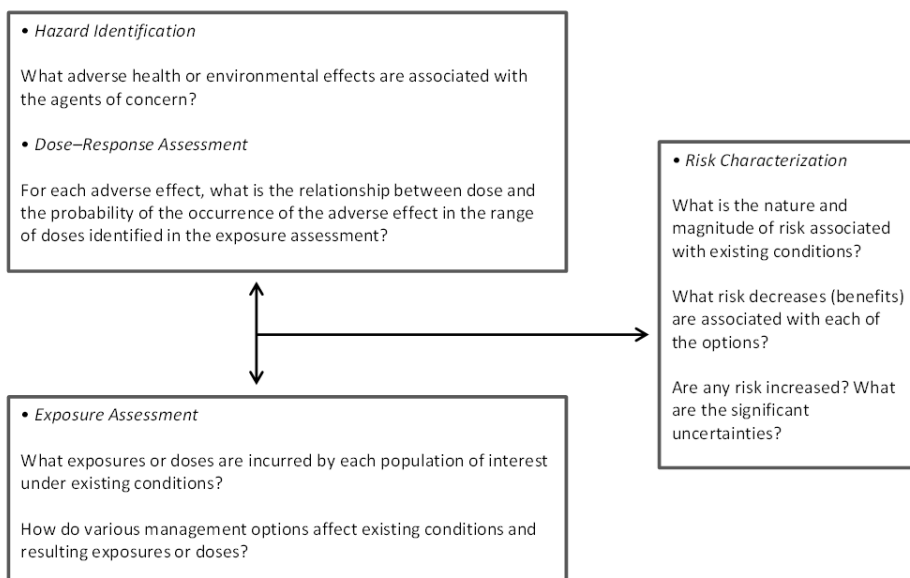 • Hazard Identification
What adverse health or environmental effects are associated with
the agents of concern?
• Dose–Response Assessment
For each adverse effect, what is the relationship between dose and
the probability of the occurrence of the adverse effect in the range
of doses identified in the exposure assessment?
• Risk Characterization
What is the nature and
magnitude of risk associated
with existing conditions?
What risk decreases (benefits)
are associated with each of
the options?
Are any risk increased? What
are the significant
uncertainties?
• Exposure Assessment
What exposures or doses are incurred by each population of interest
under existing conditions?
How do various management options affect existing conditions and
resulting exposures or doses?